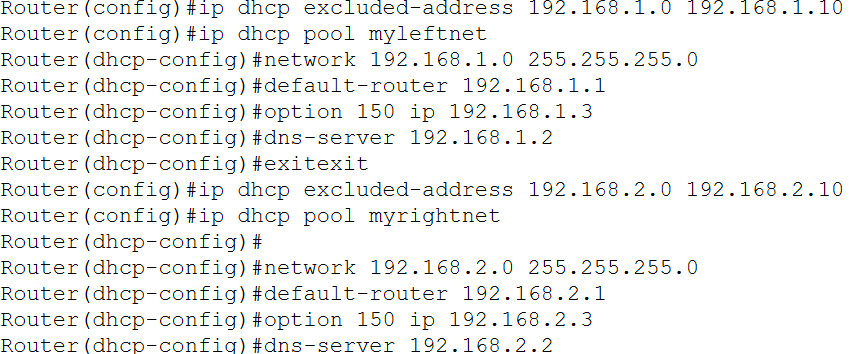 Router(config)#ip dhcp excluded-address 192.168.1.0 192.168.1.10
Router(config)#ip dhcp pool myleftnet
Router(dhcp-config)#network 192.168.1.0 255.255.255.0
Router(dhcp-config)#default-router 192.168.1.1
Router(dhcp-config)#option 150 ip 192.168.1.3
Router(dhcp-config)#dns-server 192.168.1.2
Router(dhcp-config)#exitexit
Router(config)#ip dhcp excluded-address 192.168.2.0 192.168.2.10
Router(config)#ip dhcp pool myrightnet
Router(dhcp-config)#
Router(dhcp-config)#network 192.168.2.0 255.255.255.0
Router(dhcp-config)#default-router 192.168.2.1
Router(dhcp-config)#option 150 ip 192.168.2.3
Router(dhcp-config)#dns-server 192.168.2.2